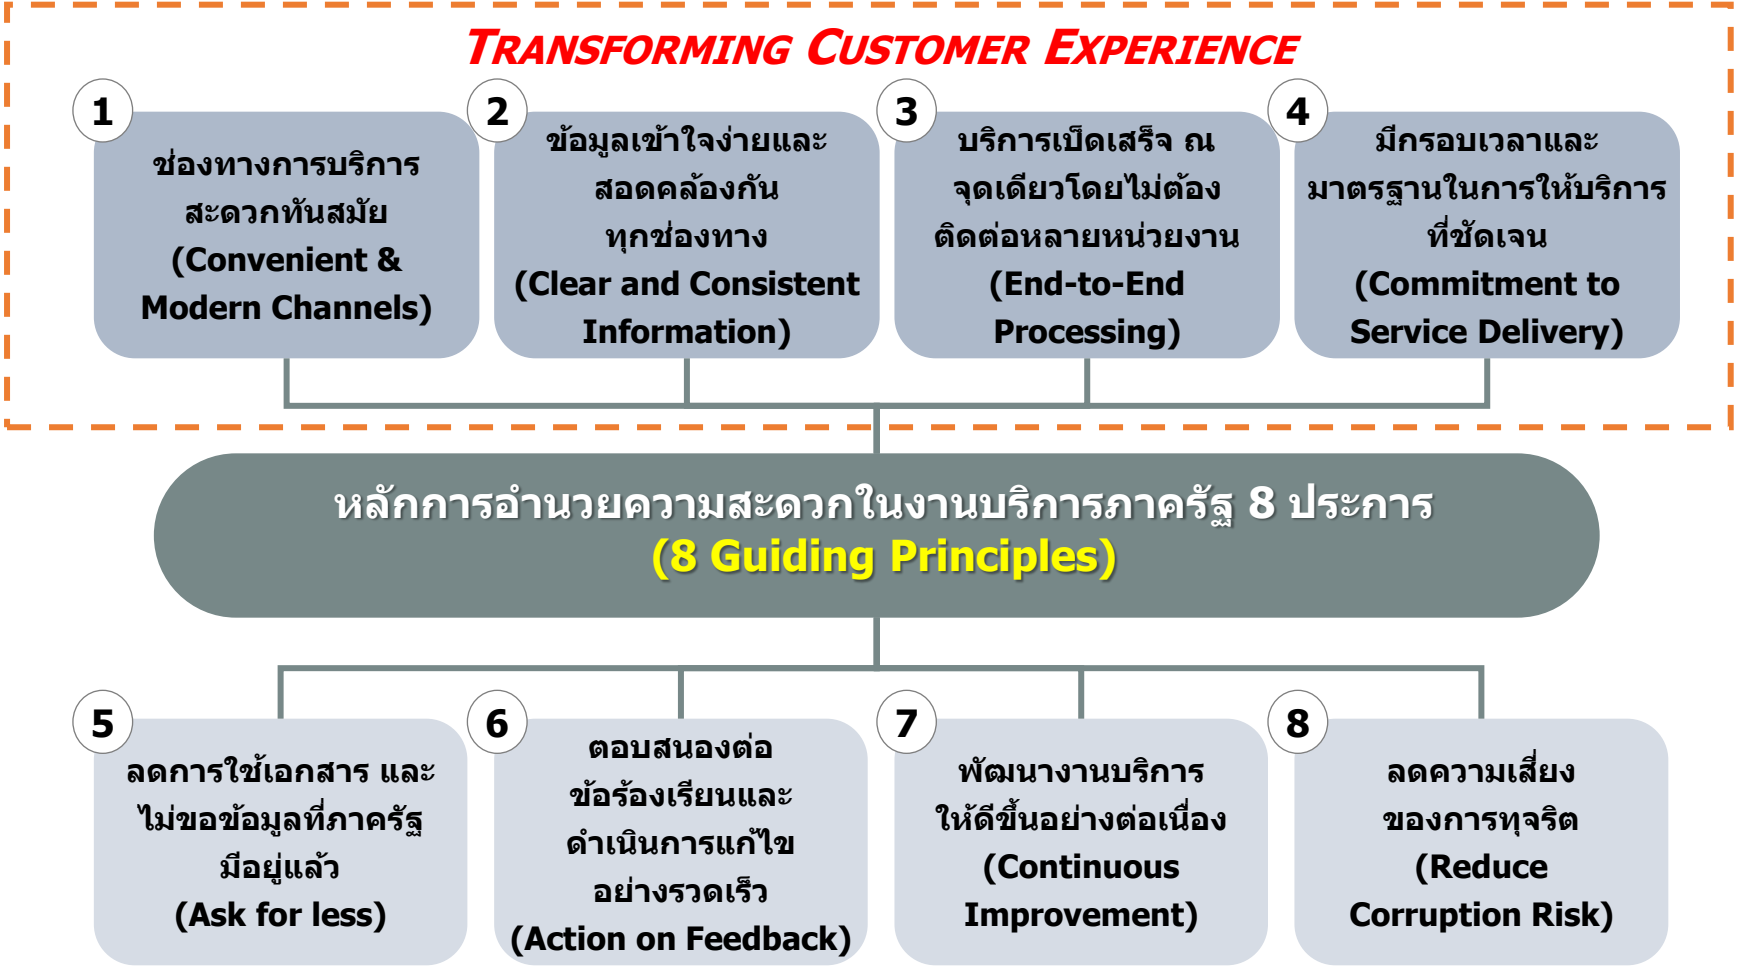 TRANSFORMING CUSTOMER EXPERIENCE
1
ช่องทางการบริการ
สะดวกทันสมัย
(Convenient &
Modern Channels)
2
ข้อมูลเข้าใจง่ายและ
สอดคล้องกัน
ทุกช่องทาง
(Clear and Consistent
Information)
3
บริการเบ็ดเสร็จ ณ
จุดเดียวโดยไม่ต้อง
ติดต่อหลายหน่วยงาน
(End-to-End
Processing)
4
มีกรอบเวลาและ
มาตรฐานในการให้บริการ
ที่ชัดเจน
(Commitment to
Service Delivery)
หลักการอำนวยความสะดวกในงานบริการภาครัฐ 8 ประการ
(8 Guiding Principles)
5
ลดการใช้เอกสาร และ
ไม่ขอข้อมูลที่ภาครัฐ
มีอยู่แล้ว
(Ask for less)
6
ตอบสนองต่อ
ข้อร้องเรียนและ
ดำเนินการแก้ไข
อย่างรวดเร็ว
(Action on Feedback)
7
พัฒนางานบริการ
ให้ดีขึ้นอย่างต่อเนื่อง
(Continuous
Improvement)
8
ลดความเสี่ยง
ของการทุจริต
(Reduce
Corruption Risk)